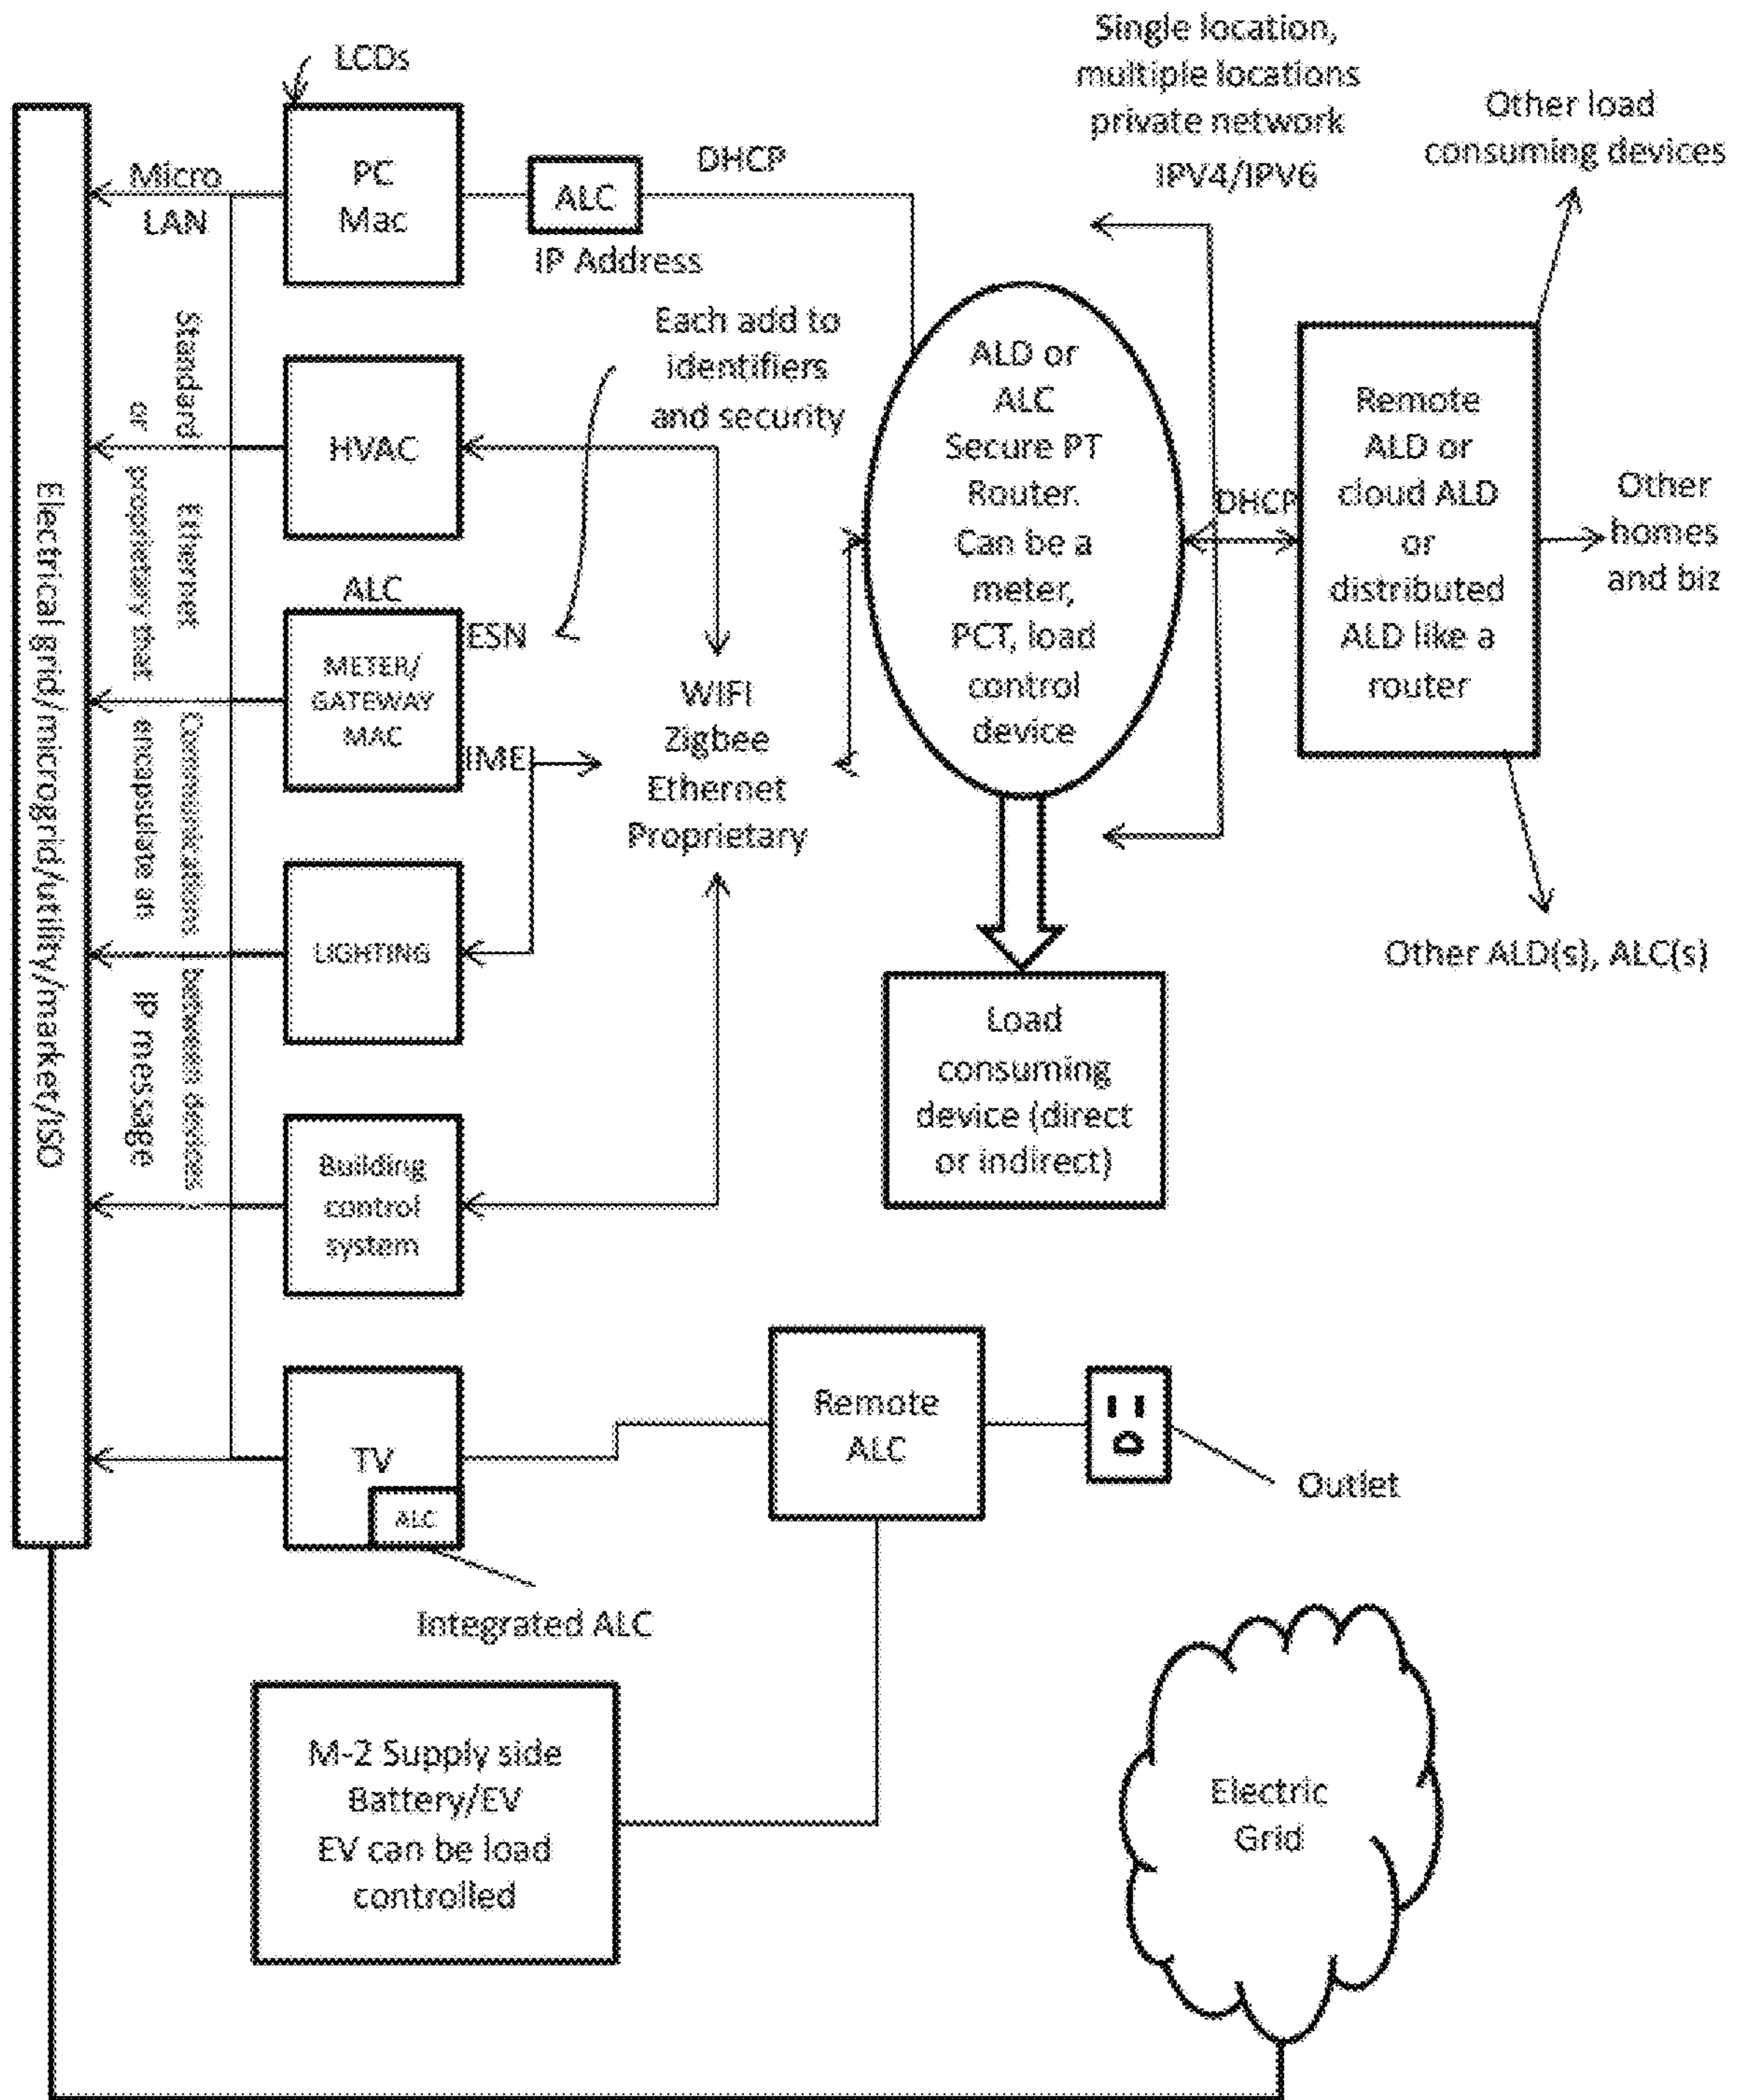 LCDs
Single location,
multiple locations
private network
IPV4/IPV6
Other load
consuming devices
Micro
LAN
PC
Mac
ALC
IP Address
DHCP
Each add to
identifiers
and security
Standard Ethernet Communications between devices
or proprietary that encapsulate an IP message
Electrical grid/microgrid/utility/market/ISO
HVAC
ALC
METER/
GATEWAY
MAC
ESN
IMEI
WIFI
Zigbee
Ethernet
Proprietary
ALD or
ALC
Secure PT
Router.
Can be a
meter,
PCT, load
control
device
DHCP
Remote
ALD or
cloud ALD
or
distributed
ALD like a
router
Other
homes
and biz
Other ALD(s), ALC(s)
LIGHTING
Load
consuming
device (direct
or indirect)
Building
control
system
TV
ALC
Integrated ALC
Remote
ALC
Outlet
M-2 Supply side
Battery/EV
EV can be load
controlled
Electric
Grid